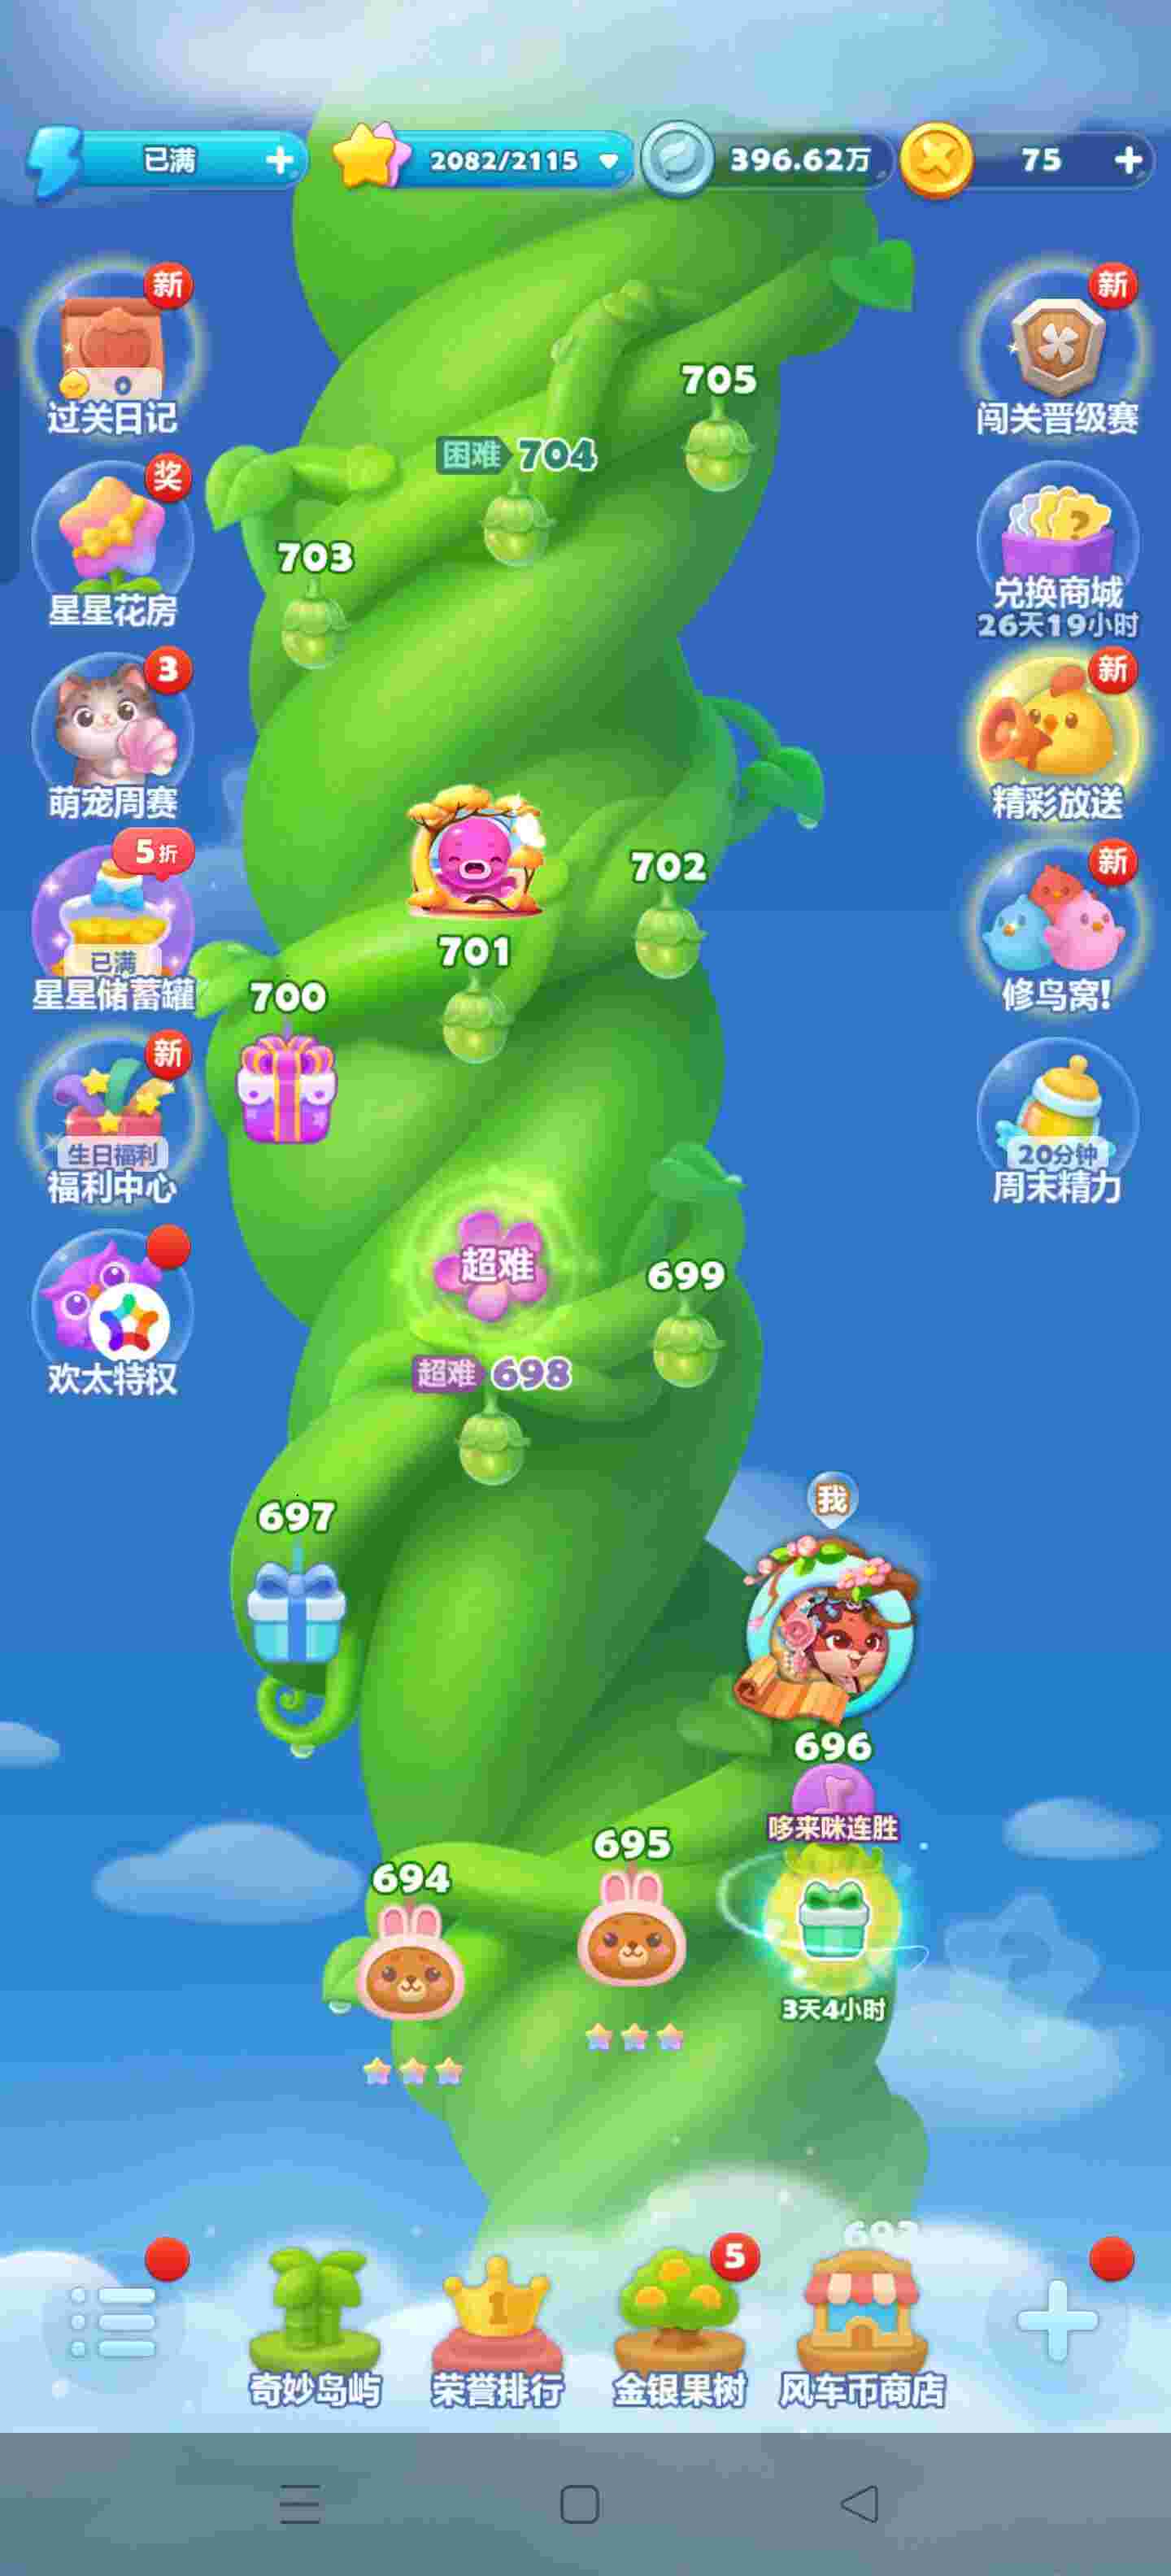 已满
2082/2115
396.62万
75
新
0
过关日记
新
闯关晋级赛
705
困难 704
奖
星星花房
兑换商城
26天19小时
703
3
萌宠周赛
新
精彩放送
702
5折
已满
星星储蓄罐
701
新
修鸟窝!
700
新
生日福利
福利中心
20分钟
周末精力
超难
699
超难 698
欢太特权
697
我
696
哆来咪连胜
695
694
3天4小时
5
1
奇妙岛屿
荣誉排行
金银果树
风车币商店